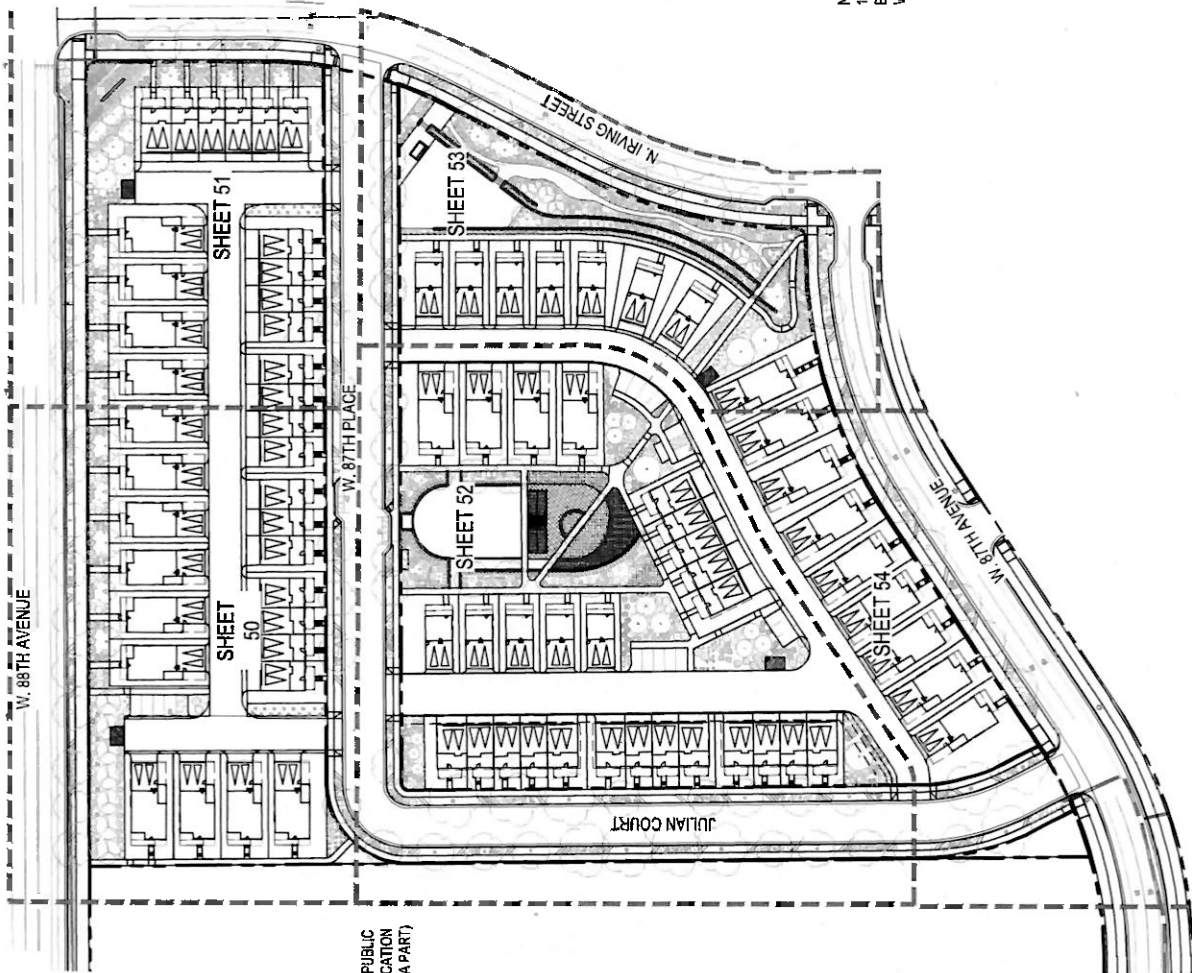 W. 88TH AVENUE
SHEET 51
SHEET
50
W. 87TH PLACE
N. IRVING STREET
SHEET 53
SHEET 52
SHEET 54
W. 87TH AVENUE
JULIAN COURT
PUBLIC
CATION
A PART)